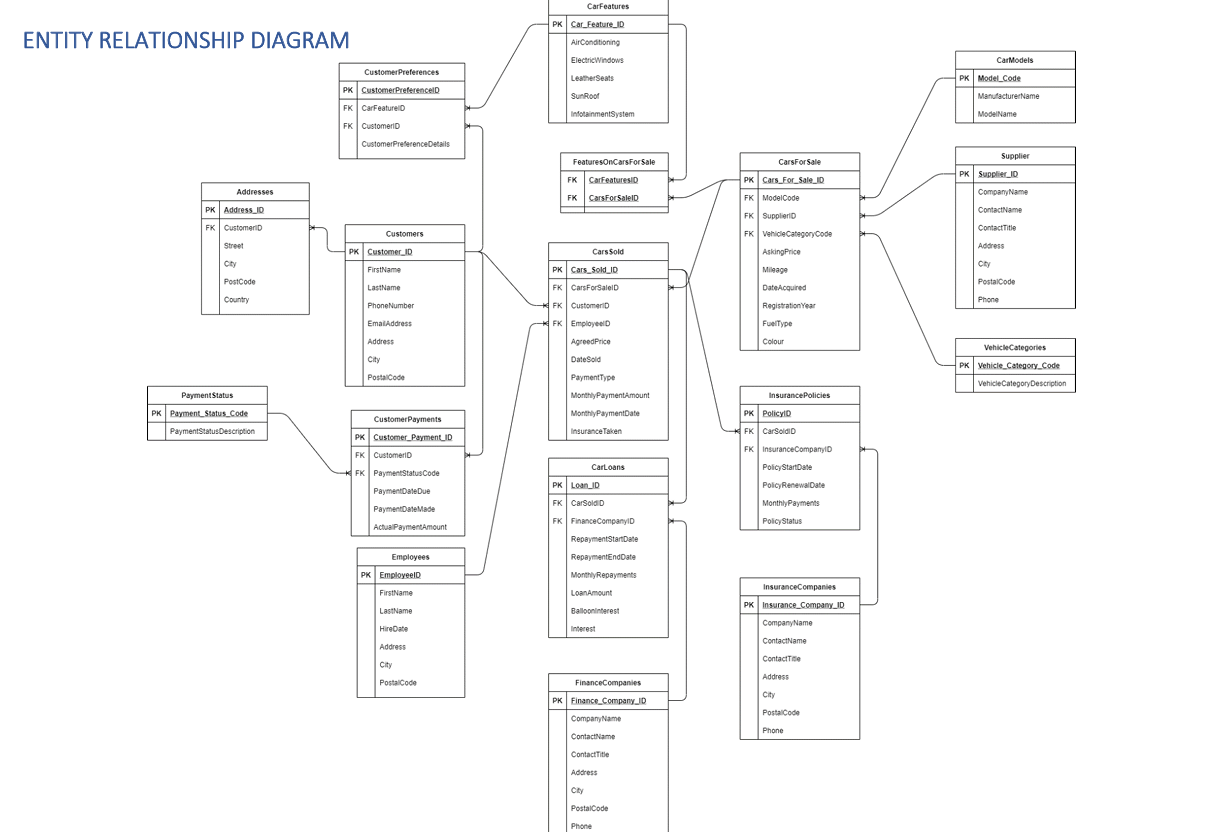 ENTITY RELATIONSHIP DIAGRAM
CarFeatures
PK Car_Feature_ID
AirConditioning
ElectricWindows
LeatherSeats
SunRoof
InfotainmentSystem
CustomerPreferences
PK CustomerPreferenceID
FK CarFeatureID
FK CustomerID
CustomerPreferenceDetails
CarModels
PK Model_Code
ManufacturerName
ModelName
FeaturesOnCarsForSale
FK CarFeaturesID
FK CarsForSaleID
CarsForSale
PK Cars_For_Sale_ID
FK ModelCode
FK SupplierID
FK VehicleCategoryCode
AskingPrice
Mileage
DateAcquired
RegistrationYear
FuelType
Colour
Supplier
PK Supplier_ID
CompanyName
ContactName
ContactTitle
Address
City
PostalCode
Phone
Addresses
PK Address_ID
FK CustomerID
Street
City
PostCode
Country
Customers
PK Customer_ID
FirstName
LastName
PhoneNumber
EmailAddress
Address
City
PostalCode
CarsSold
PK Cars_Sold_ID
FK CarsForSaleID
FK CustomerID
FK EmployeeID
AgreedPrice
DateSold
PaymentType
MonthlyPaymentAmount
MonthlyPaymentDate
InsuranceTaken
VehicleCategories
PK Vehicle_Category_Code
VehicleCategoryDescription
PaymentStatus
PK Payment_Status_Code
PaymentStatusDescription
CustomerPayments
PK Customer_Payment_ID
FK CustomerID
FK PaymentStatusCode
PaymentDateDue
PaymentDateMade
ActualPaymentAmount
InsurancePolicies
PK PolicyID
FK CarSoldID
FK InsuranceCompanyID
PolicyStartDate
PolicyRenewalDate
MonthlyPayments
PolicyStatus
CarLoans
PK Loan_ID
FK CarSoldID
FK FinanceCompanyID
RepaymentStartDate
RepaymentEndDate
MonthlyRepayments
LoanAmount
BalloonInterest
Interest
Employees
PK EmployeeID
FirstName
LastName
HireDate
Address
City
PostalCode
InsuranceCompanies
PK Insurance_Company_ID
CompanyName
ContactName
ContactTitle
Address
City
PostalCode
Phone
FinanceCompanies
PK Finance_Company_ID
CompanyName
ContactName
ContactTitle
Address
City
PostalCode
Phone